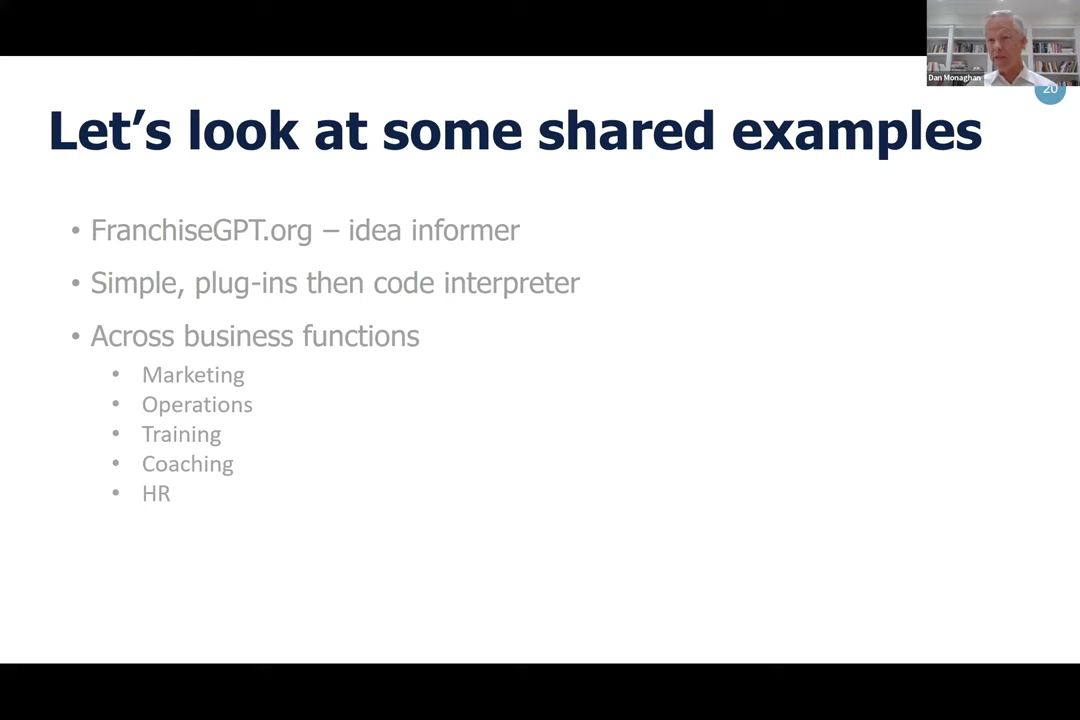 Dan Monaghan
20
Let’s look at some shared examples
• FranchiseGPT.org – idea informer
• Simple, plug-ins then code interpreter
• Across business functions
• Marketing
• Operations
• Training
• Coaching
• HR